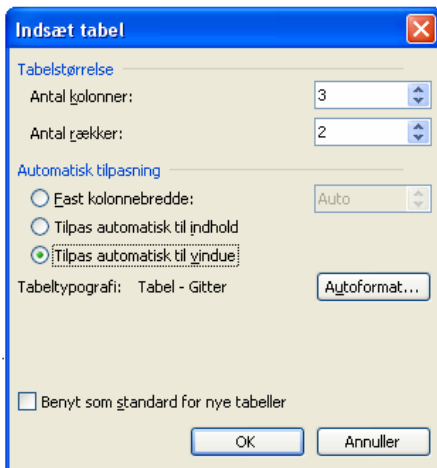 Indsæt tabel
Tabelstørrelse
Antal kolonner: 3
Antal rækker: 2
Automatisk tilpasning
Fast kolonnebredde: Auto
Tilpas automatisk til indhold
Tilpas automatisk til vindue
Tabeltypografi: Tabel - Gitter Autoformat...
Benyt som standard for nye tabeller
OK Annuller